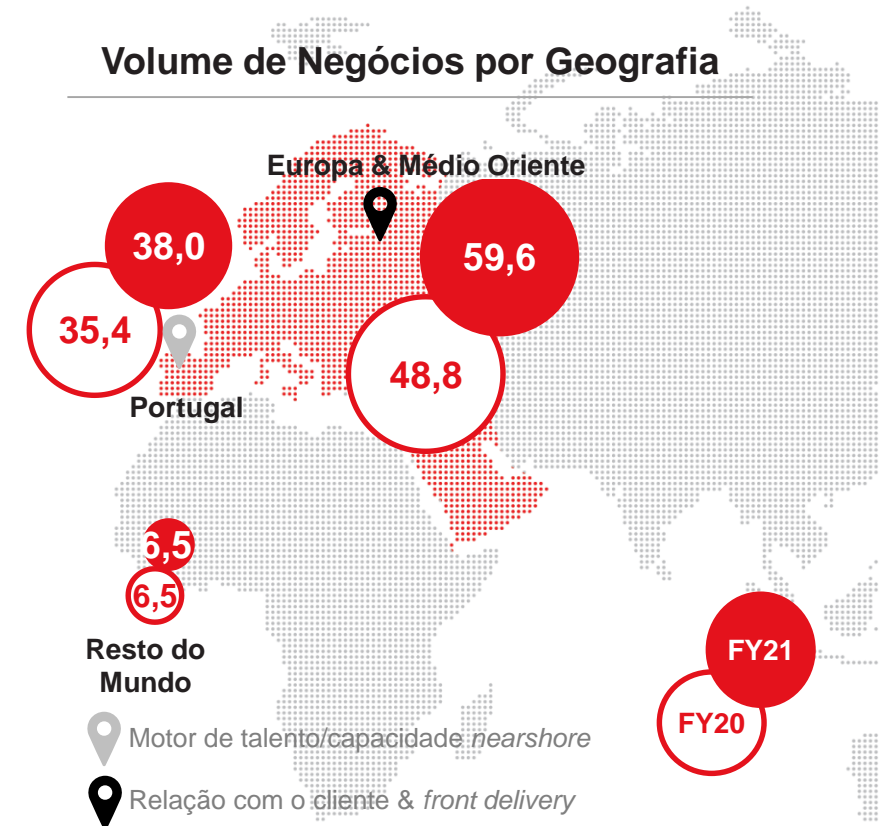 Volume de Negócios por Geografia
Europa & Médio Oriente
38,0
59,6
35,4
48,8
Portugal
6,5
6,5
Resto do
Mundo
FY21
FY20
Motor de talento/capacidade nearshore
Relação com o cliente & front delivery